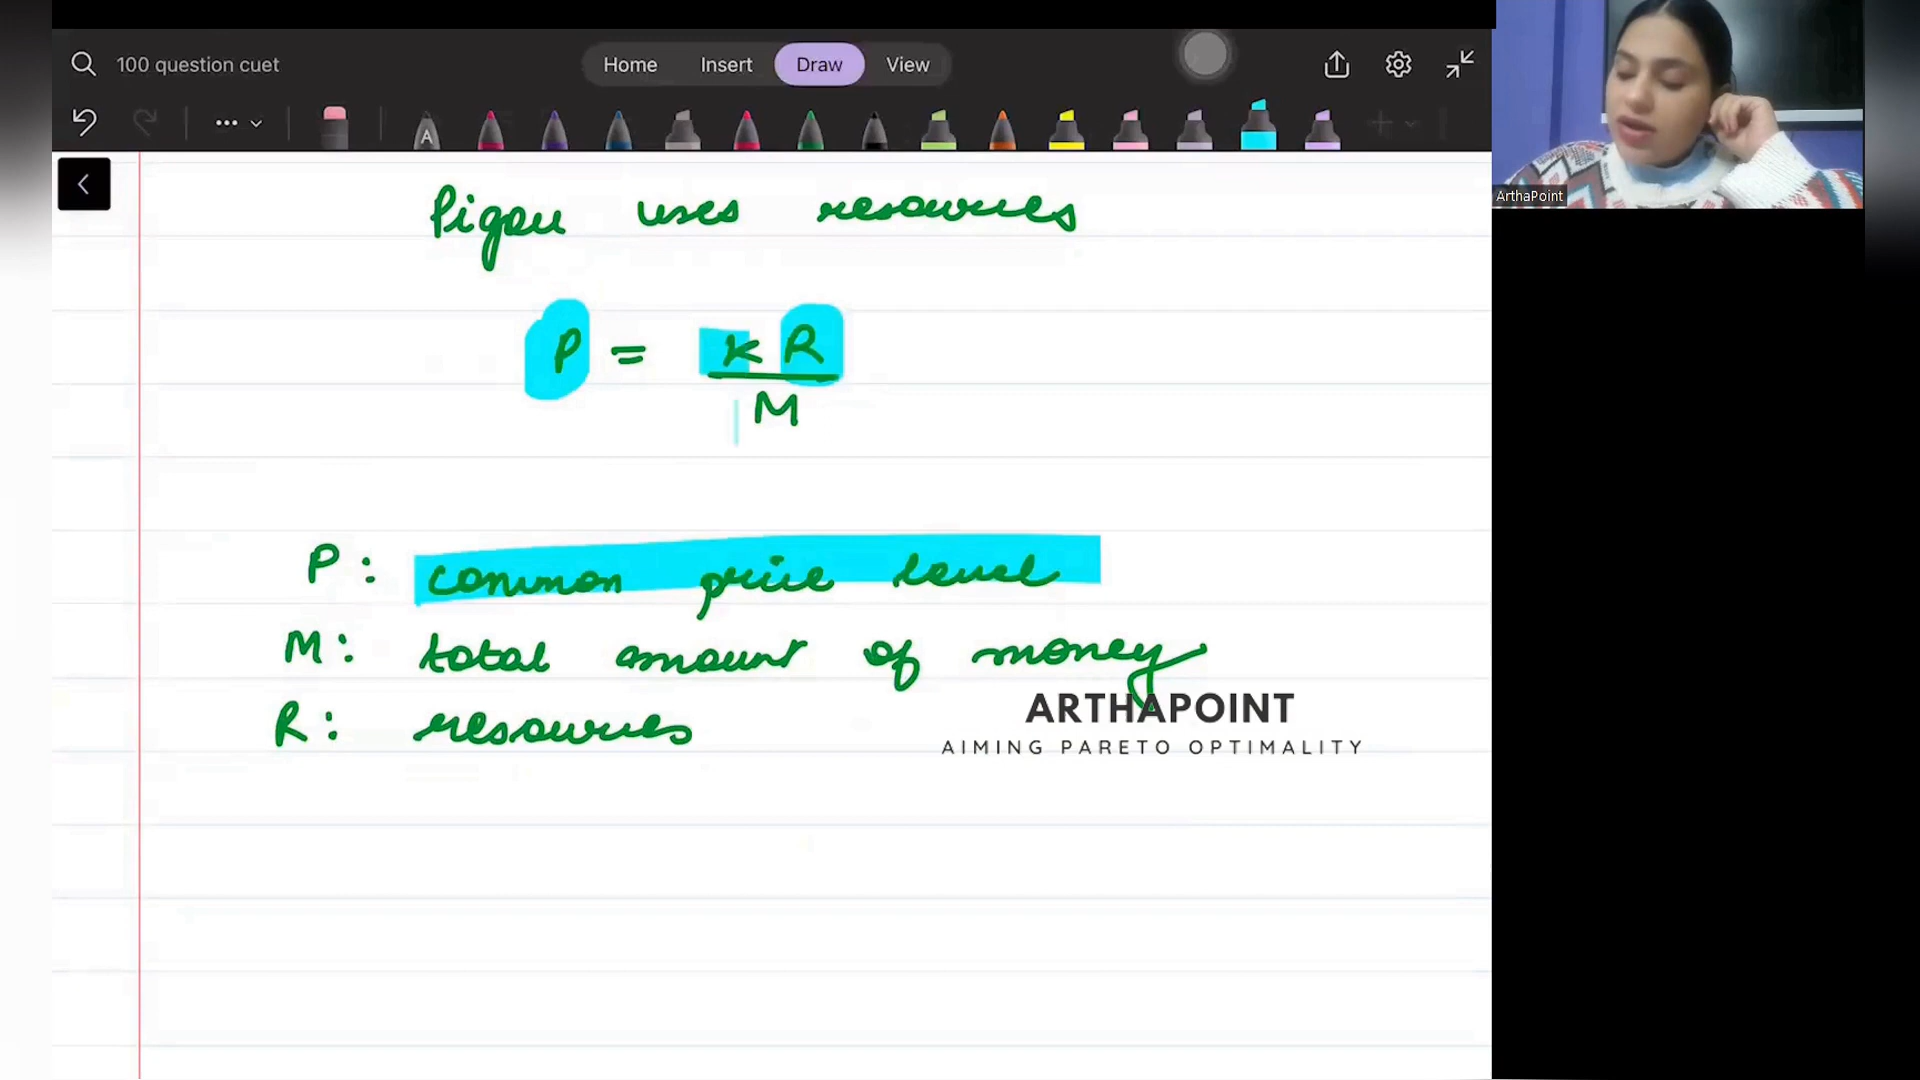 100 question cuet
Home Insert Draw View
A
ArthaPoint
Pigou uses resources
P = K R
M
P: common price level
M: total amount of money
R: resources
ARTHAPOINT
AIMING PARETO OPTIMALITY